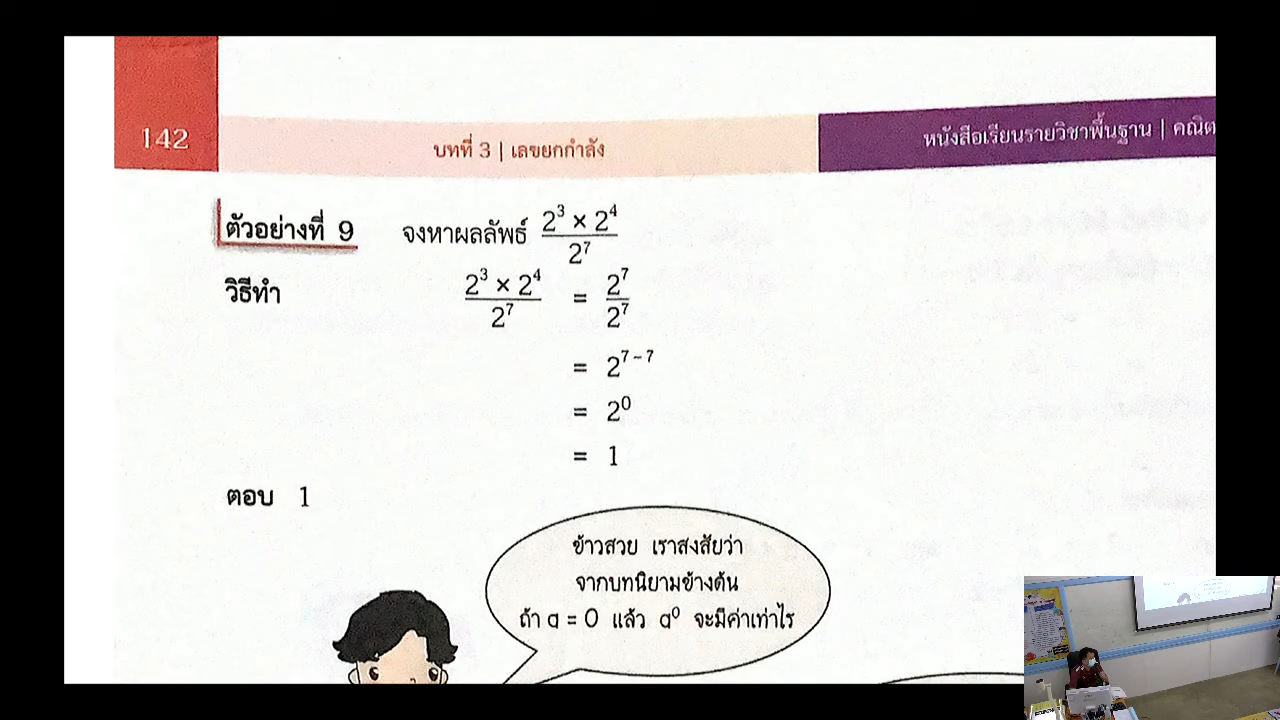 142
บทที่ 3 | เลขยกกำลัง
หนังสือเรียนรายวิชาพื้นฐาน | คณิต
ตัวอย่างที่ 9 จงหาผลลัพธ์ (2³ × 2⁴)/2⁷
วิธีทำ (2³ × 2⁴)/2⁷ = 2⁷/2⁷
= 2⁷⁻⁷
= 2⁰
= 1
ตอบ 1
ข้าวสวย เราสงสัยว่า
จากบทนิยามข้างต้น
ถ้า a = 0 แล้ว a⁰ จะมีค่าเท่าไร